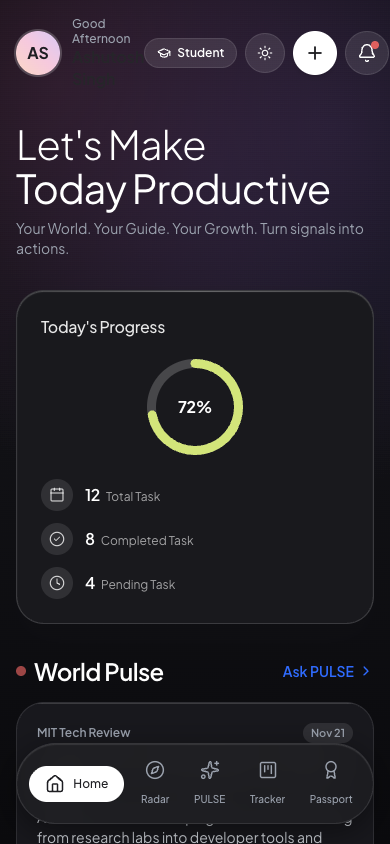 Good
Afternoon
AS
Student
Let's Make
Today Productive
Your World. Your Guide. Your Growth. Turn signals into
actions.
Today's Progress
72%
12 Total Task
8 Completed Task
4 Pending Task
World Pulse
Ask PULSE
MIT Tech Review
Nov 21
Home
Radar
PULSE
Tracker
Passport
from research labs into developer tools and